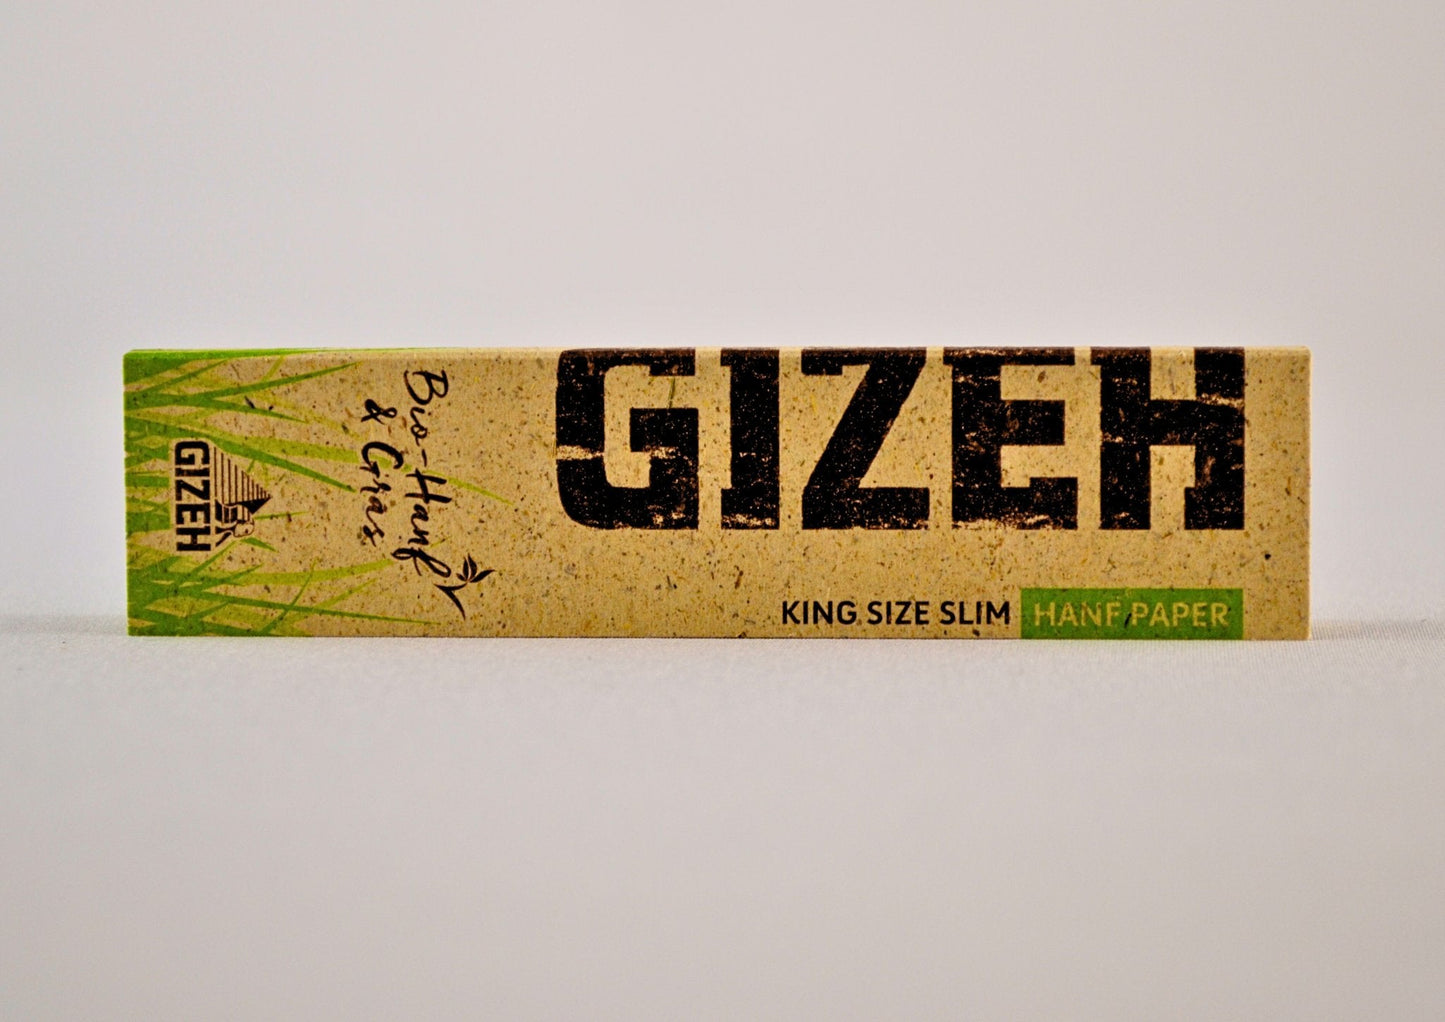 GIZEH
Bio-Hanf
& Gras
GIZEH
KING SIZE SLIM HANF PAPER